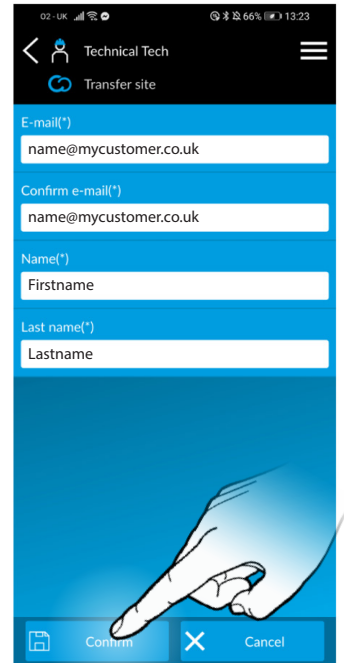 O2 - UK 66% 13:23
Technical Tech
Transfer site
E-mail(*)
name@mycustomer.co.uk
Confirm e-mail(*)
name@mycustomer.co.uk
Name(*)
Firstname
Last name(*)
Lastname
Confirm Cancel